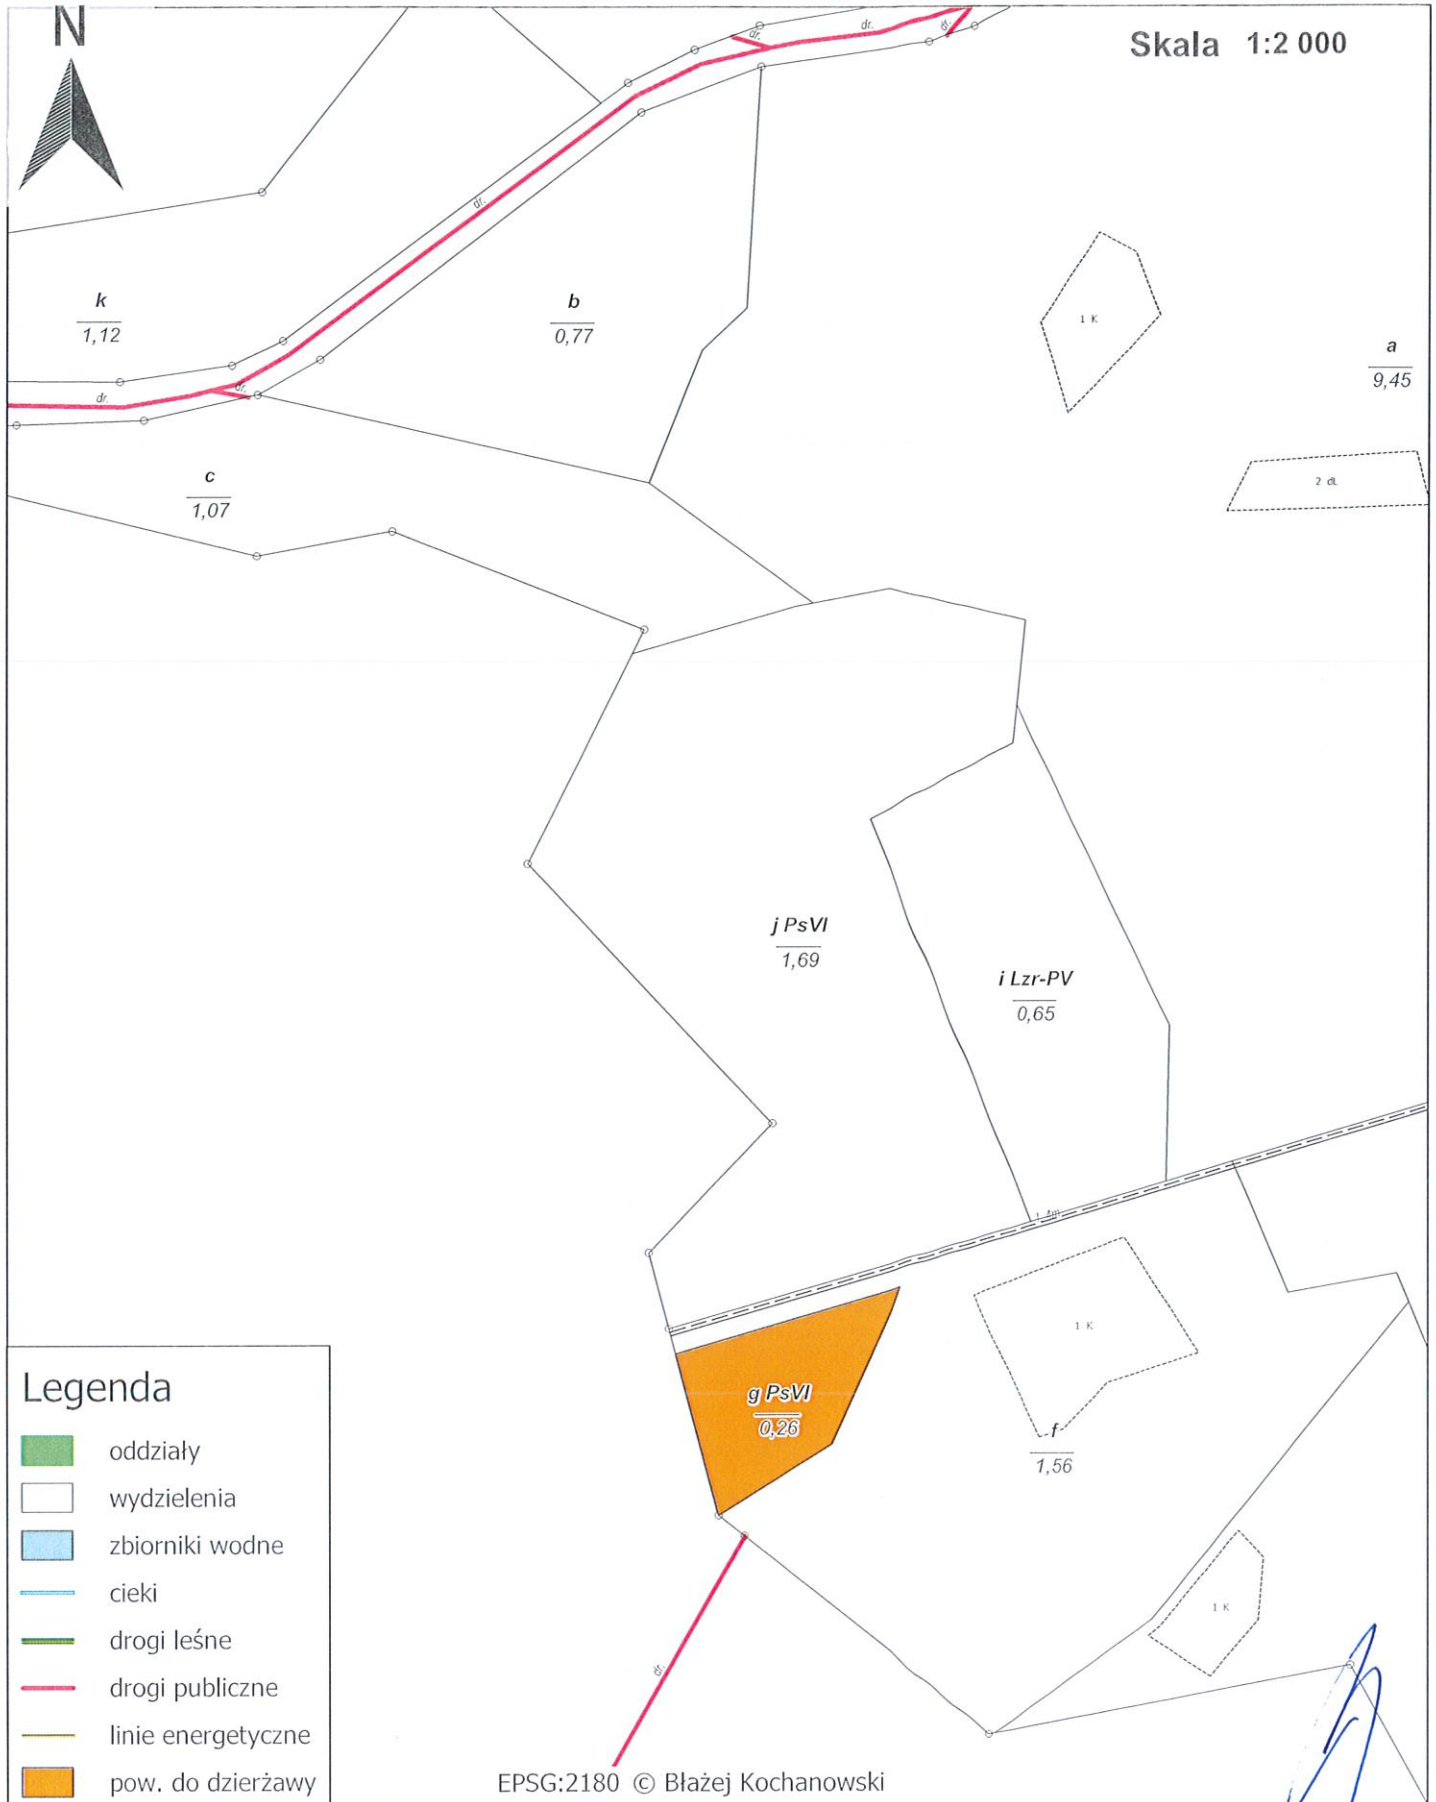 N
Skala 1:2 000
dr.
dr.
dr.
dr.
k
1,12
b
0,77
1 K
a
9,45
dr.
dr.
c
1,07
2 dl.
j PsVI
1,69
i Lzr-PV
0,65
1 K
g PsVI
0,26
f
1,56
1 K
dr.
Legenda
oddziały
wydzielenia
zbiorniki wodne
cieki
drogi leśne
drogi publiczne
linie energetyczne
pow. do dzierżawy
EPSG:2180 © Błażej Kochanowski